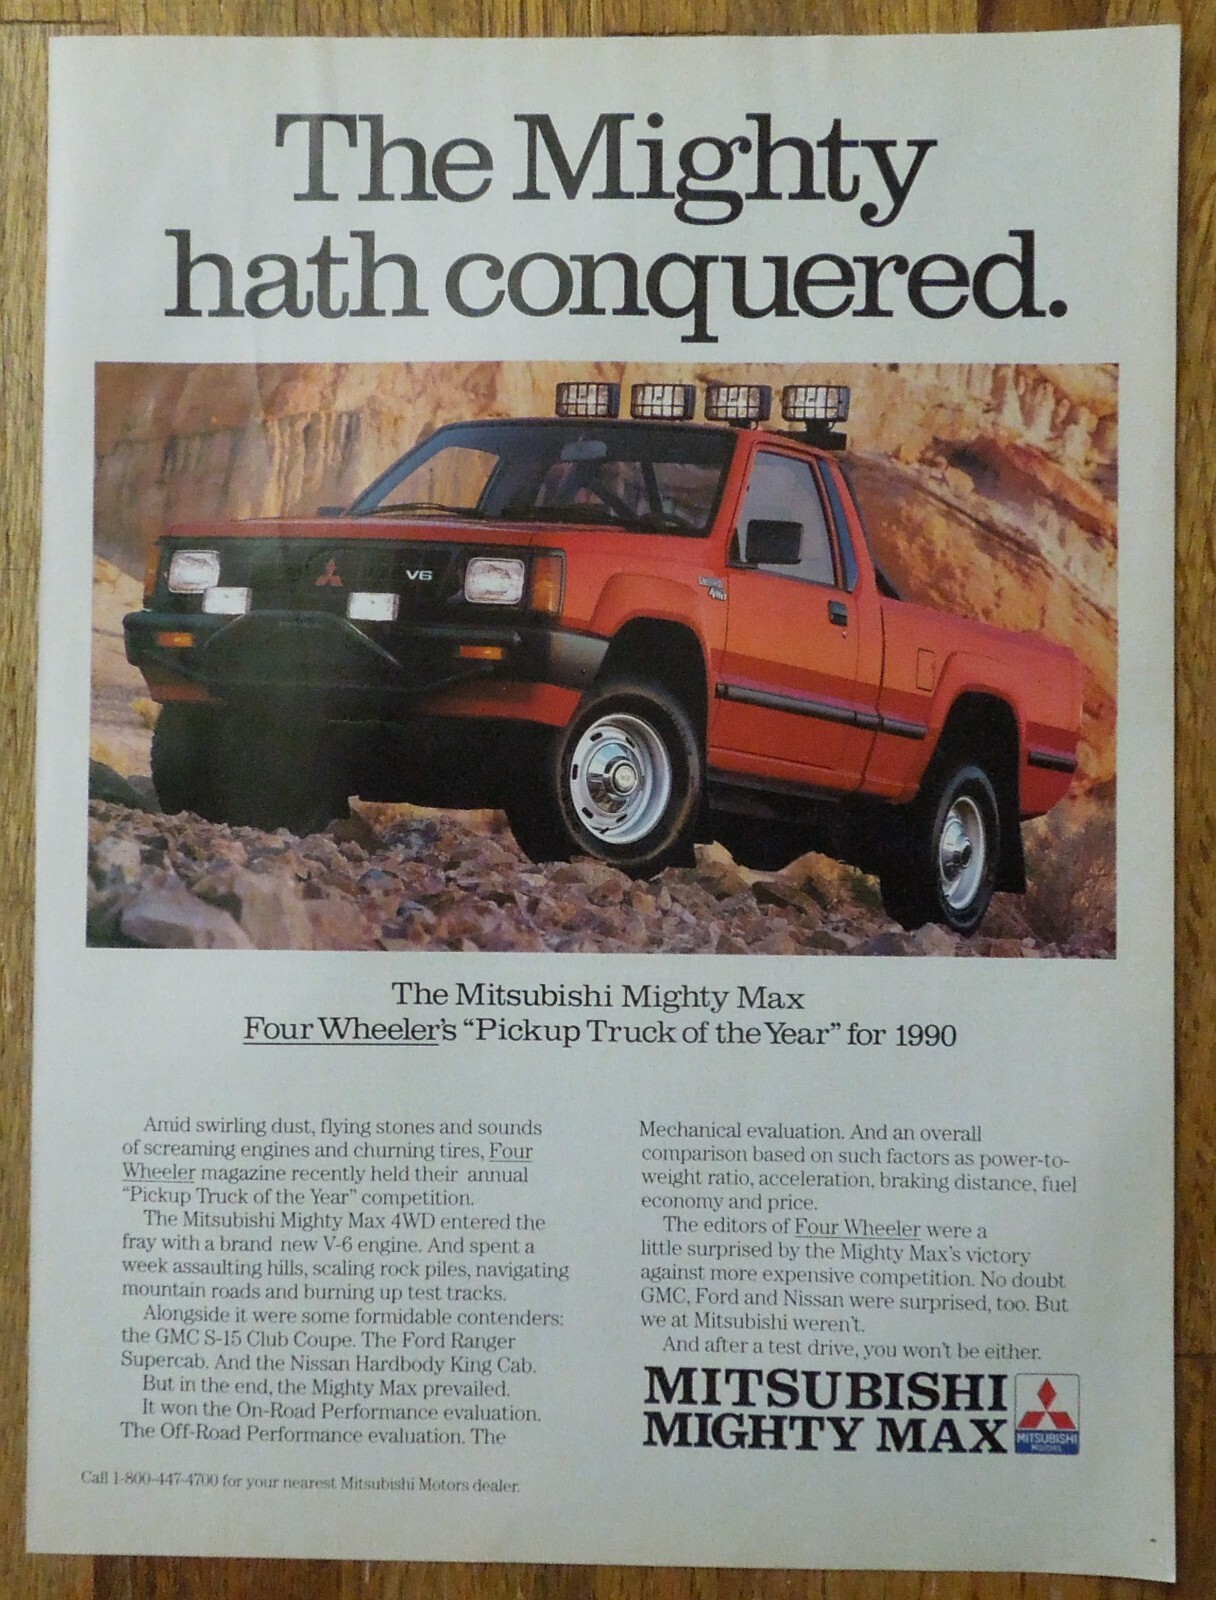 The Mighty
hath conquered.
V6
The Mitsubishi Mighty Max
Four Wheeler's “Pickup Truck of the Year” for 1990
Amid swirling dust, flying stones and sounds
of screaming engines and churning tires, Four
Wheeler magazine recently held their annual
“Pickup Truck of the Year” competition.
The Mitsubishi Mighty Max 4WD entered the
fray with a brand new V-6 engine. And spent a
week assaulting hills, scaling rock piles, navigating
mountain roads and burning up test tracks.
Alongside it were some formidable contenders:
the GMC S-15 Club Coupe. The Ford Ranger
Supercab. And the Nissan Hardbody King Cab.
But in the end, the Mighty Max prevailed.
It won the On-Road Performance evaluation.
The Off-Road Performance evaluation. The
Mechanical evaluation. And an overall
comparison based on such factors as power-to-
weight ratio, acceleration, braking distance, fuel
economy and price.
The editors of Four Wheeler were a
little surprised by the Mighty Max's victory
against more expensive competition. No doubt
GMC, Ford and Nissan were surprised, too. But
we at Mitsubishi weren't.
And after a test drive, you won't be either.
MITSUBISHI
MIGHTY MAX
MITSUBISHI
MOTORS
Call 1-800-447-4700 for your nearest Mitsubishi Motors dealer.